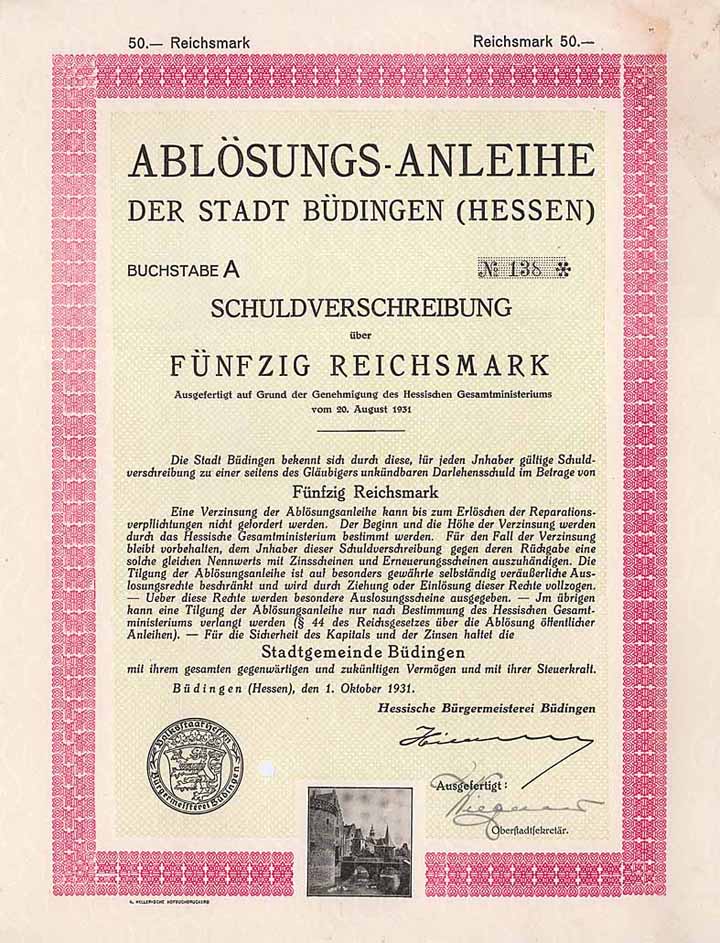 50.— Reichsmark Reichsmark 50.—
ABLÖSUNGS-ANLEIHE
DER STADT BÜDINGEN (HESSEN)
BUCHSTABE A № 138 ✻
SCHULDVERSCHREIBUNG
über
FÜNFZIG REICHSMARK
Ausgefertigt auf Grund der Genehmigung des Hessischen Gesamtministeriums
vom 20. August 1931
Die Stadt Büdingen bekennt sich durch diese, für jeden Jnhaber gültige Schuld-
verschreibung zu einer seitens des Gläubigers unkündbaren Darlehensschuld im Betrage von
Fünfzig Reichsmark
Eine Verzinsung der Ablösungsanleihe kann bis zum Erlöschen der Reparations-
verpflichtungen nicht gefordert werden. Der Beginn und die Höhe der Verzinsung werden
durch das Hessische Gesamtministerium bestimmt werden. Für den Fall der Verzinsung
bleibt vorbehalten, dem Jnhaber dieser Schuldverschreibung gegen deren Rückgabe eine
solche gleichen Nennwerts mit Zinsscheinen und Erneuerungsscheinen auszuhändigen. Die
Tilgung der Ablösungsanleihe ist auf besonders gewährte selbständig veräußerliche Aus-
losungsrechte beschränkt und wird durch Ziehung oder Einlösung dieser Rechte vollzogen.
— Ueber diese Rechte werden besondere Auslosungsscheine ausgegeben. — Jm übrigen
kann eine Tilgung der Ablösungsanleihe nur nach Bestimmung des Hessischen Gesamt-
ministeriums verlangt werden (§ 44 des Reichsgesetzes über die Ablösung öffentlicher
Anleihen). — Für die Sicherheit des Kapitals und der Zinsen haftet die
Stadtgemeinde Büdingen
mit ihrem gesamten gegenwärtigen und zukünftigen Vermögen und mit ihrer Steuerkraft.
Büdingen (Hessen), den 1. Oktober 1931.
Hessische Bürgermeisterei Büdingen
Volksstaat Hessen
Bürgermeisterei Büdingen
Ausgefertigt:
Oberstadtsekretär.
A. HELLER'SCHE HOFBUCHDRUCKEREI